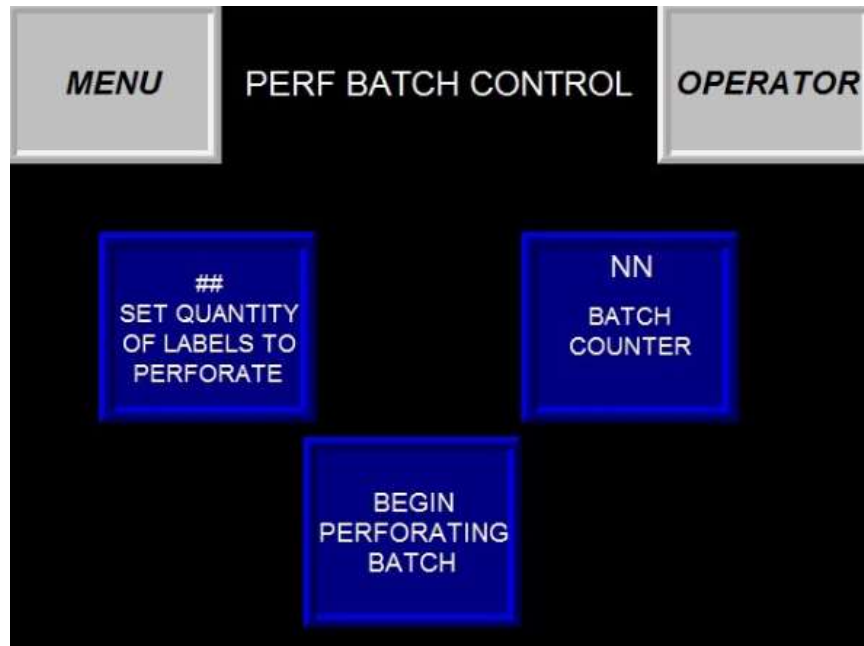 MENU
PERF BATCH CONTROL
OPERATOR
##
SET QUANTITY
OF LABELS TO
PERFORATE
NN
BATCH
COUNTER
BEGIN
PERFORATING
BATCH